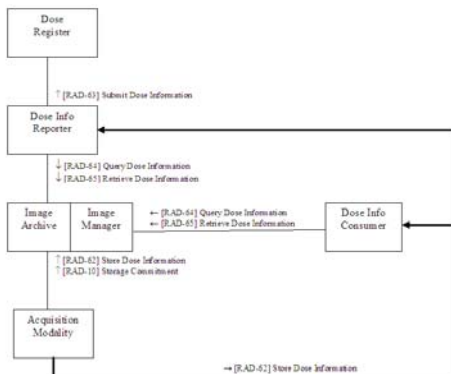 Dose
Register
↑ [RAD-63] Submit Dose Information
Dose Info
Reporter
↓ [RAD-64] Query Dose Information
↓ [RAD-65] Retrieve Dose Information
Image
Archive
Image
Manager
← [RAD-64] Query Dose Information
← [RAD-65] Retrieve Dose Information
Dose Info
Consumer
↑ [RAD-62] Store Dose Information
↑ [RAD-10] Storage Commitment
Acquisition
Modality
→ [RAD-62] Store Dose Information